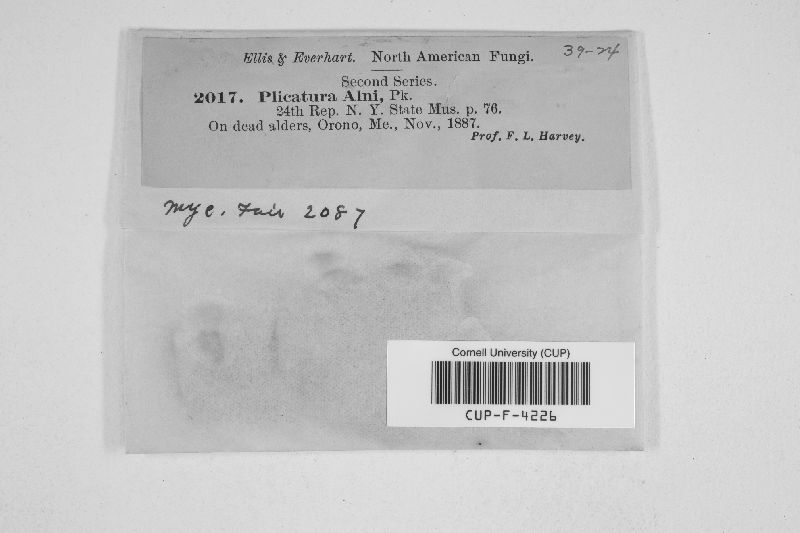 Ellis & Everhart. North American Fungi. 39-24
Second Series.
2017. Plicatura Alni, Pk.
24th Rep. N. Y. State Mus. p. 76.
On dead alders, Orono, Me., Nov., 1887.
Prof. F. L. Harvey.
Myc. Fair 2087
Cornell University (CUP)
CUP-F-4226